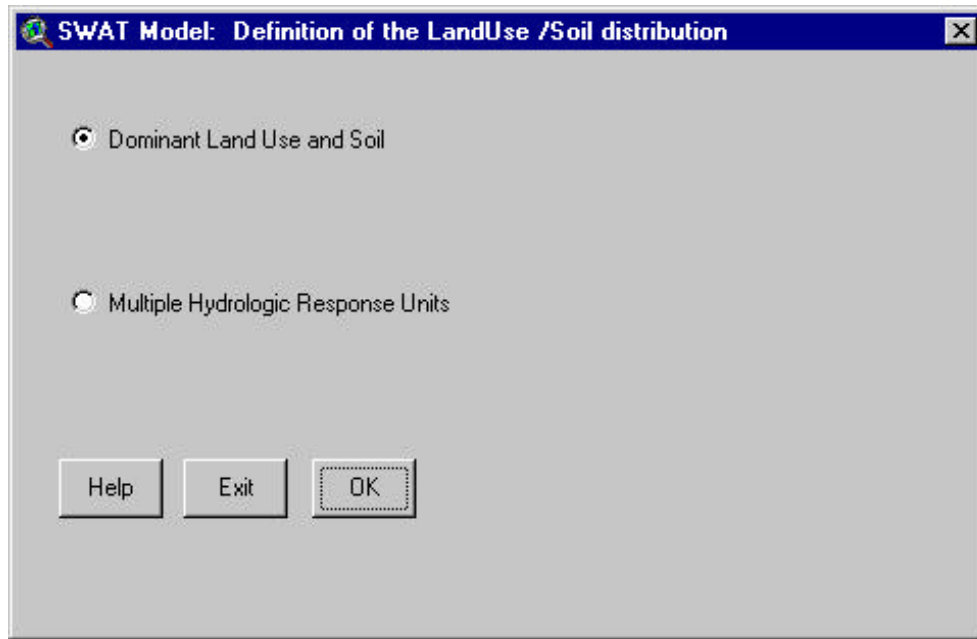 SWAT Model: Definition of the LandUse /Soil distribution
Dominant Land Use and Soil
Multiple Hydrologic Response Units
Help Exit OK